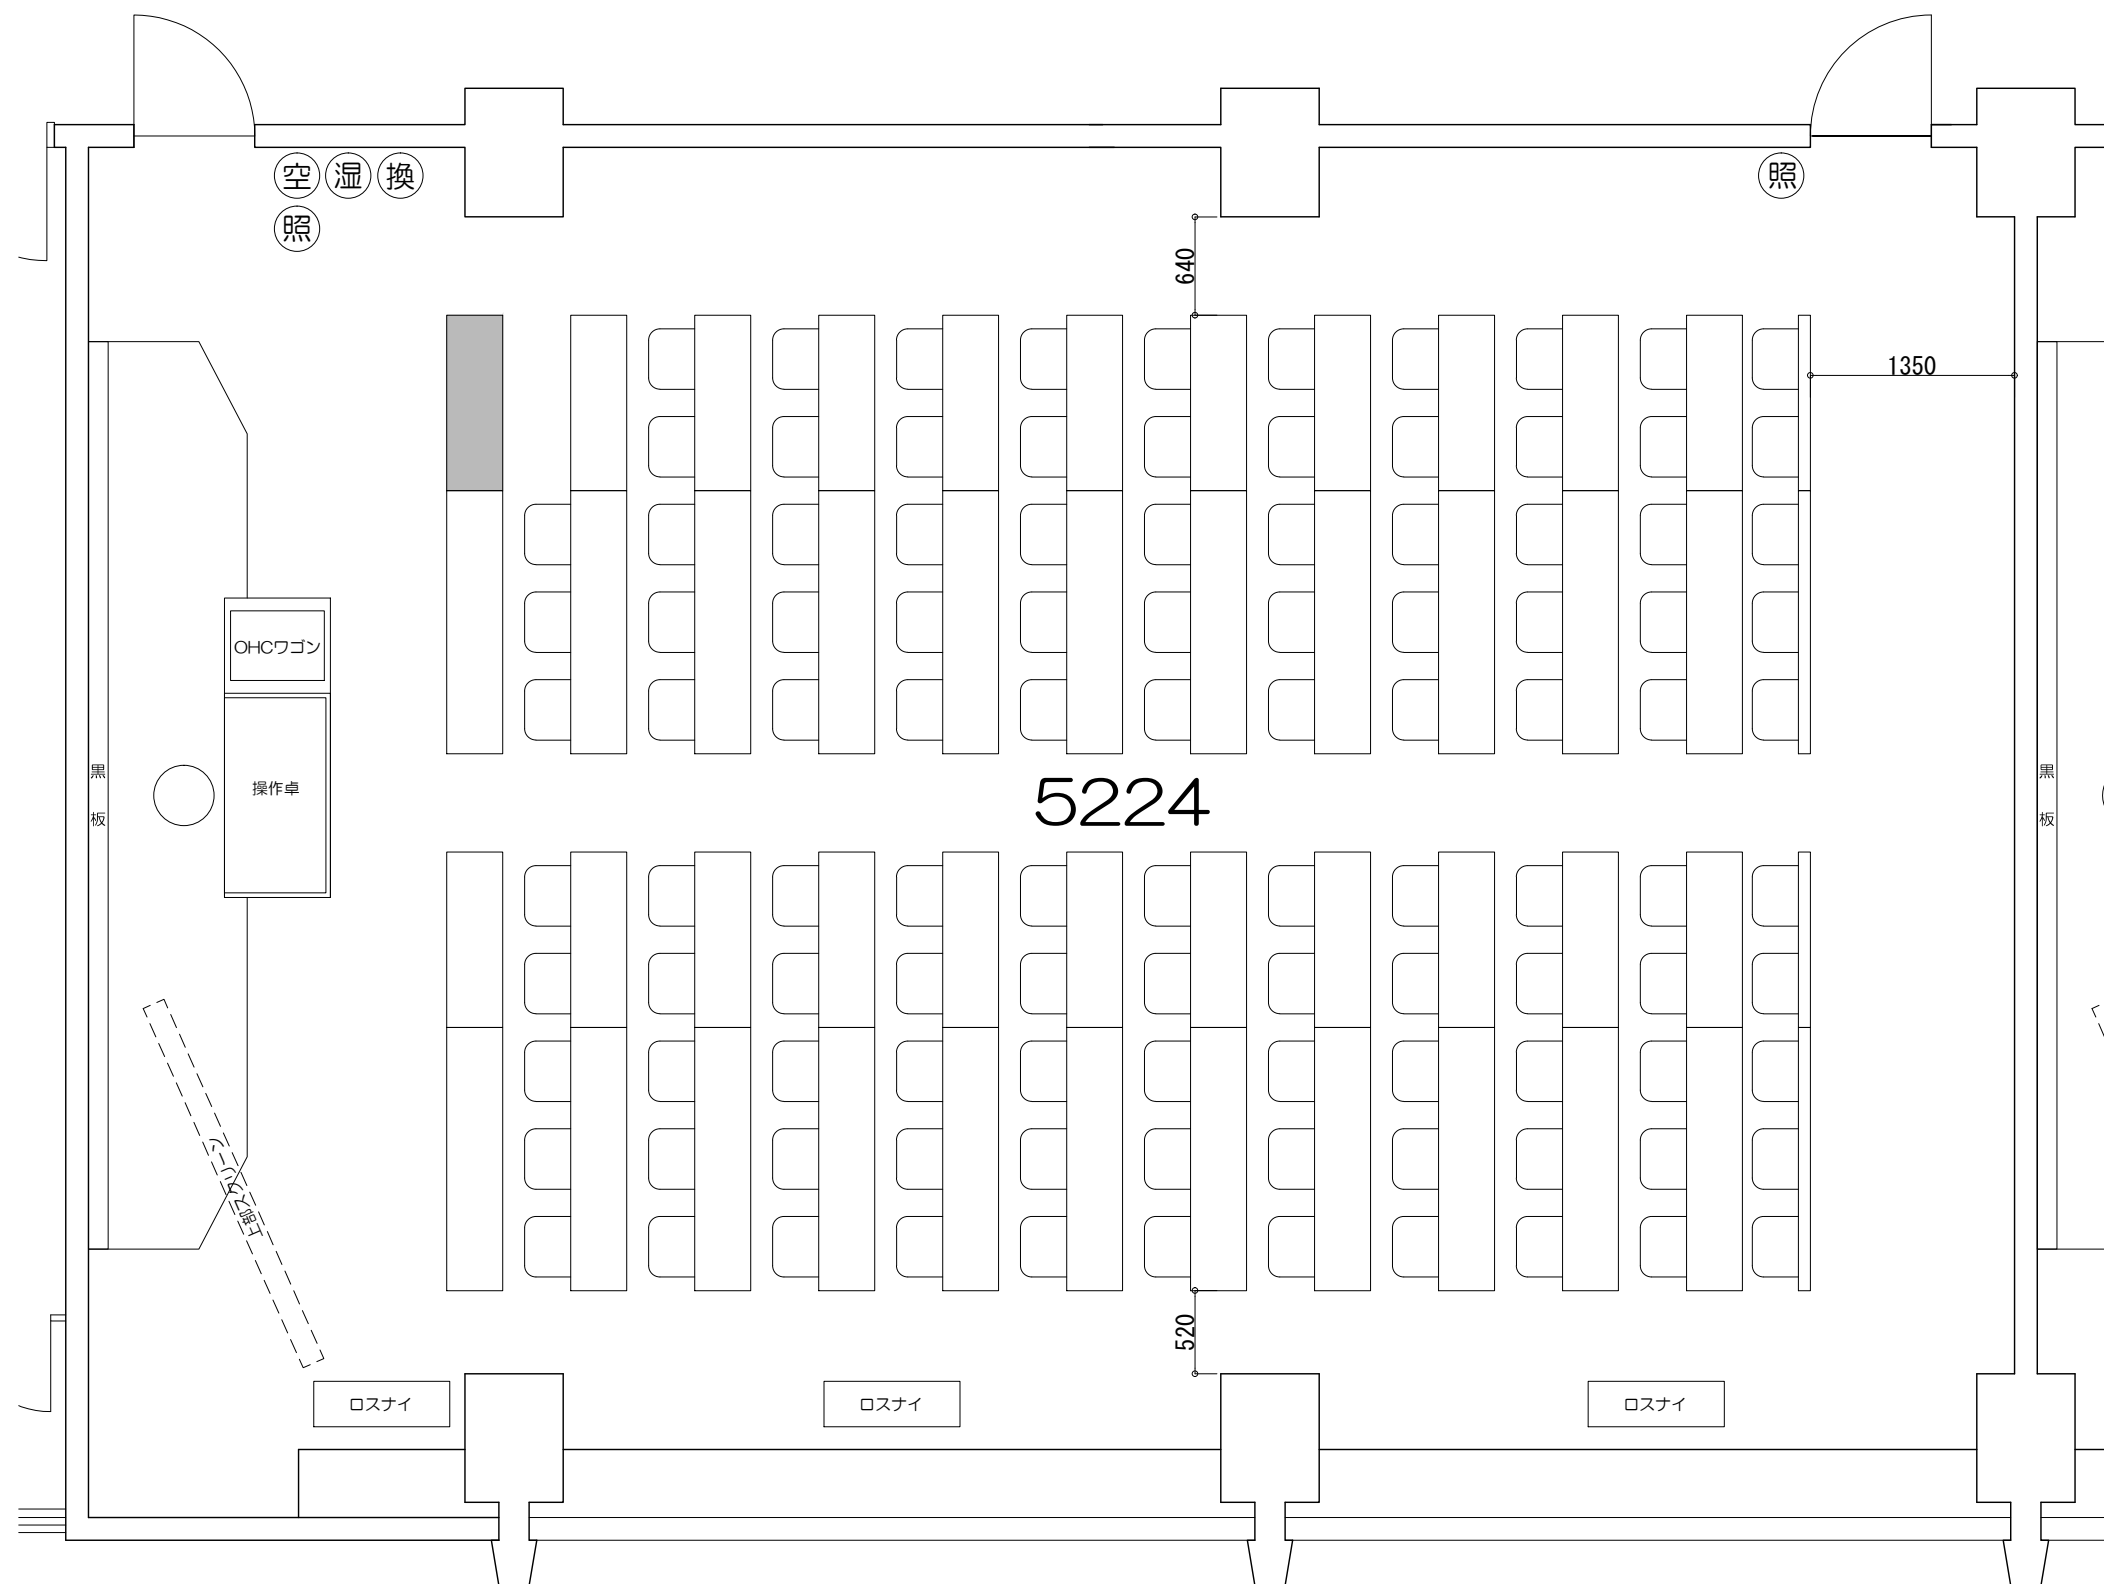 空 湿 換
照
照
640
1350
OHCワゴン
操作卓
黒板
黒板
5224
上部スクリーン
520
ロスナイ
ロスナイ
ロスナイ